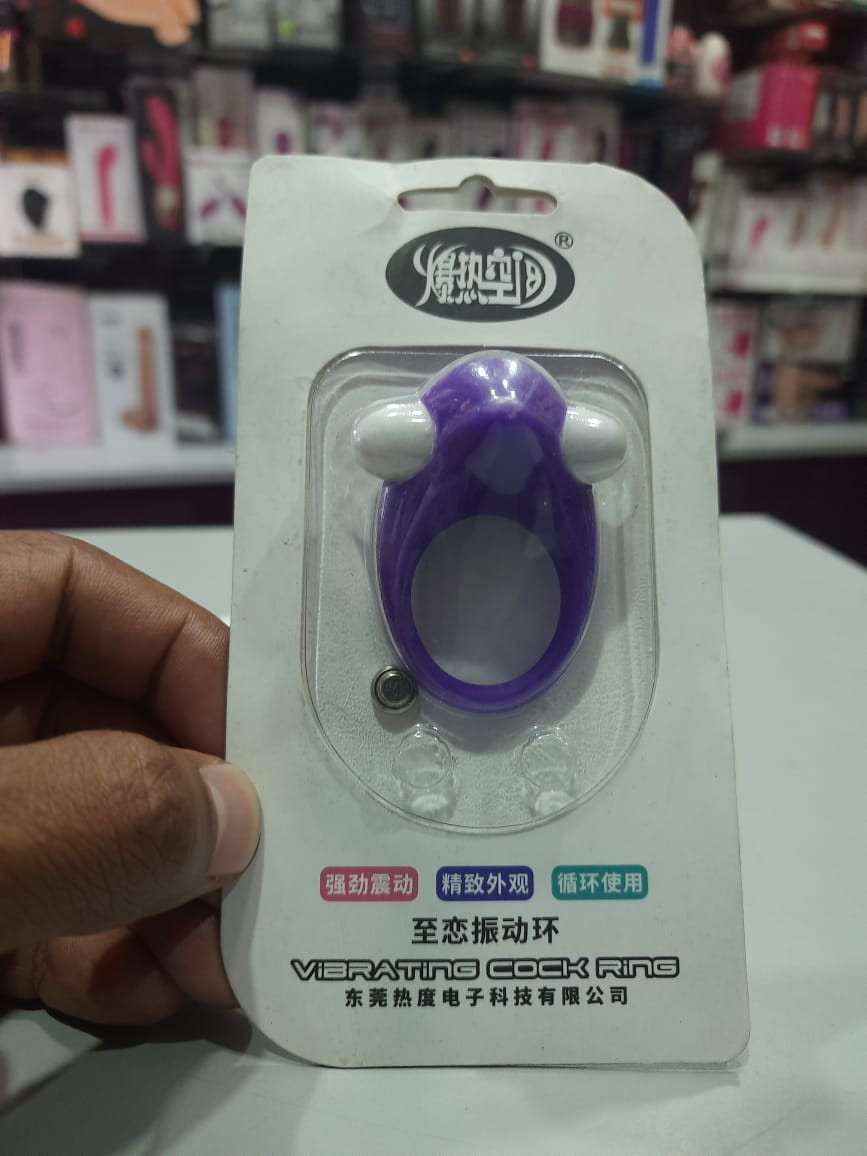 爆热空间®
强劲震动 精致外观 循环使用
至恋振动环
VIBRATING COCK RING
东莞热度电子科技有限公司